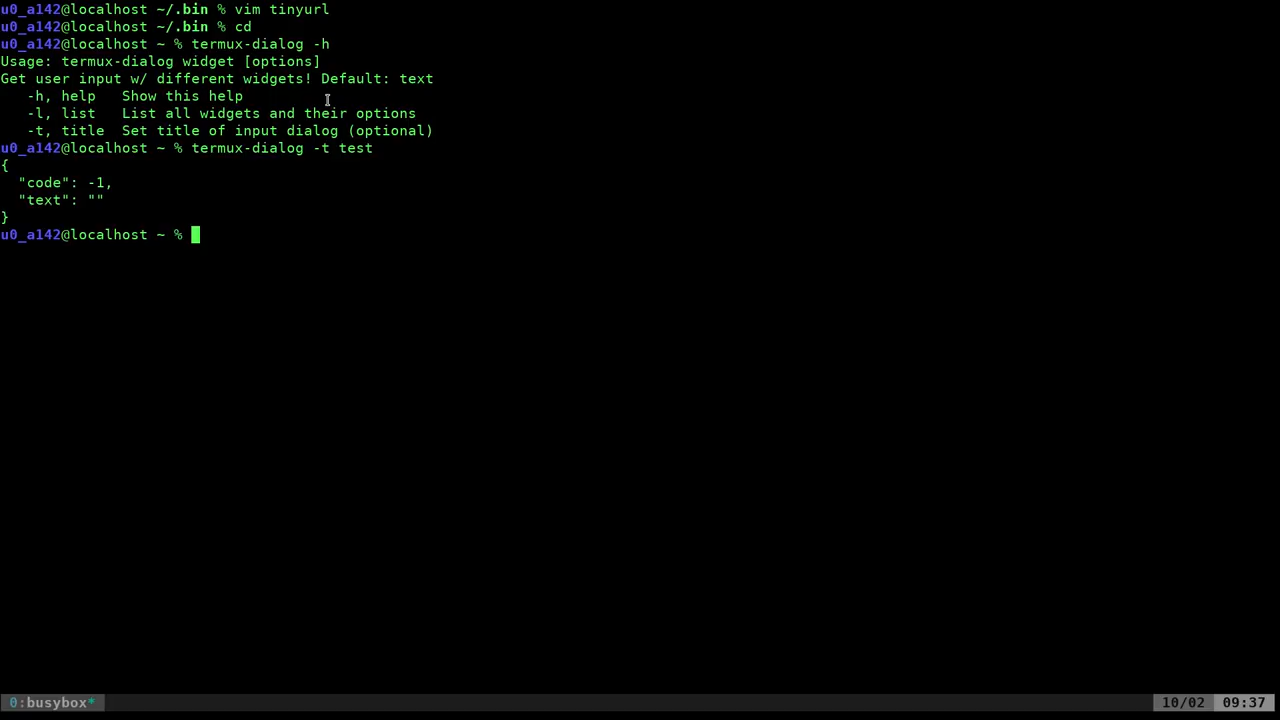 u0_a142@localhost ~/.bin % vim tinyurl
u0_a142@localhost ~/.bin % cd
u0_a142@localhost ~ % termux-dialog -h
Usage: termux-dialog widget [options]
Get user input w/ different widgets! Default: text
   -h, help   Show this help
   -l, list   List all widgets and their options
   -t, title  Set title of input dialog (optional)
u0_a142@localhost ~ % termux-dialog -t test
{
  "code": -1,
  "text": ""
}
u0_a142@localhost ~ %
0:busybox* 10/02 09:37